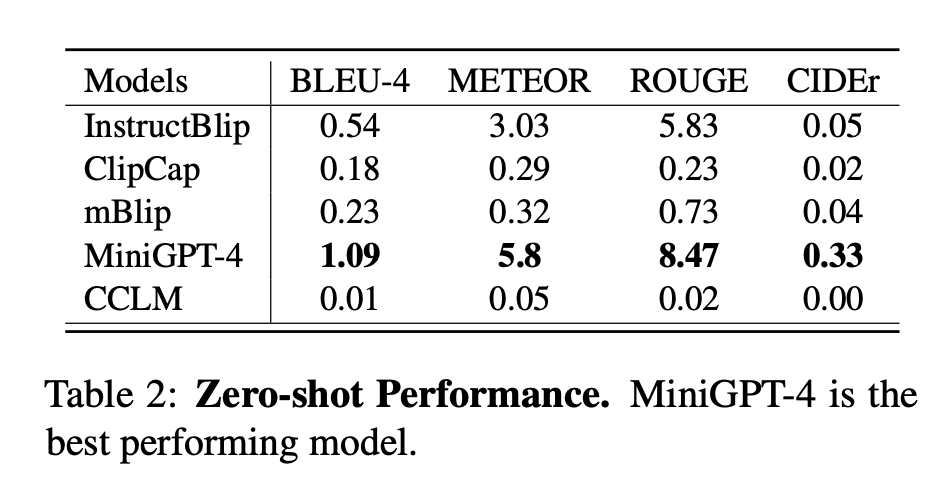 Models BLEU-4 METEOR ROUGE CIDEr
InstructBlip 0.54 3.03 5.83 0.05
ClipCap 0.18 0.29 0.23 0.02
mBlip 0.23 0.32 0.73 0.04
MiniGPT-4 1.09 5.8 8.47 0.33
CCLM 0.01 0.05 0.02 0.00
Table 2: Zero-shot Performance. MiniGPT-4 is the
best performing model.